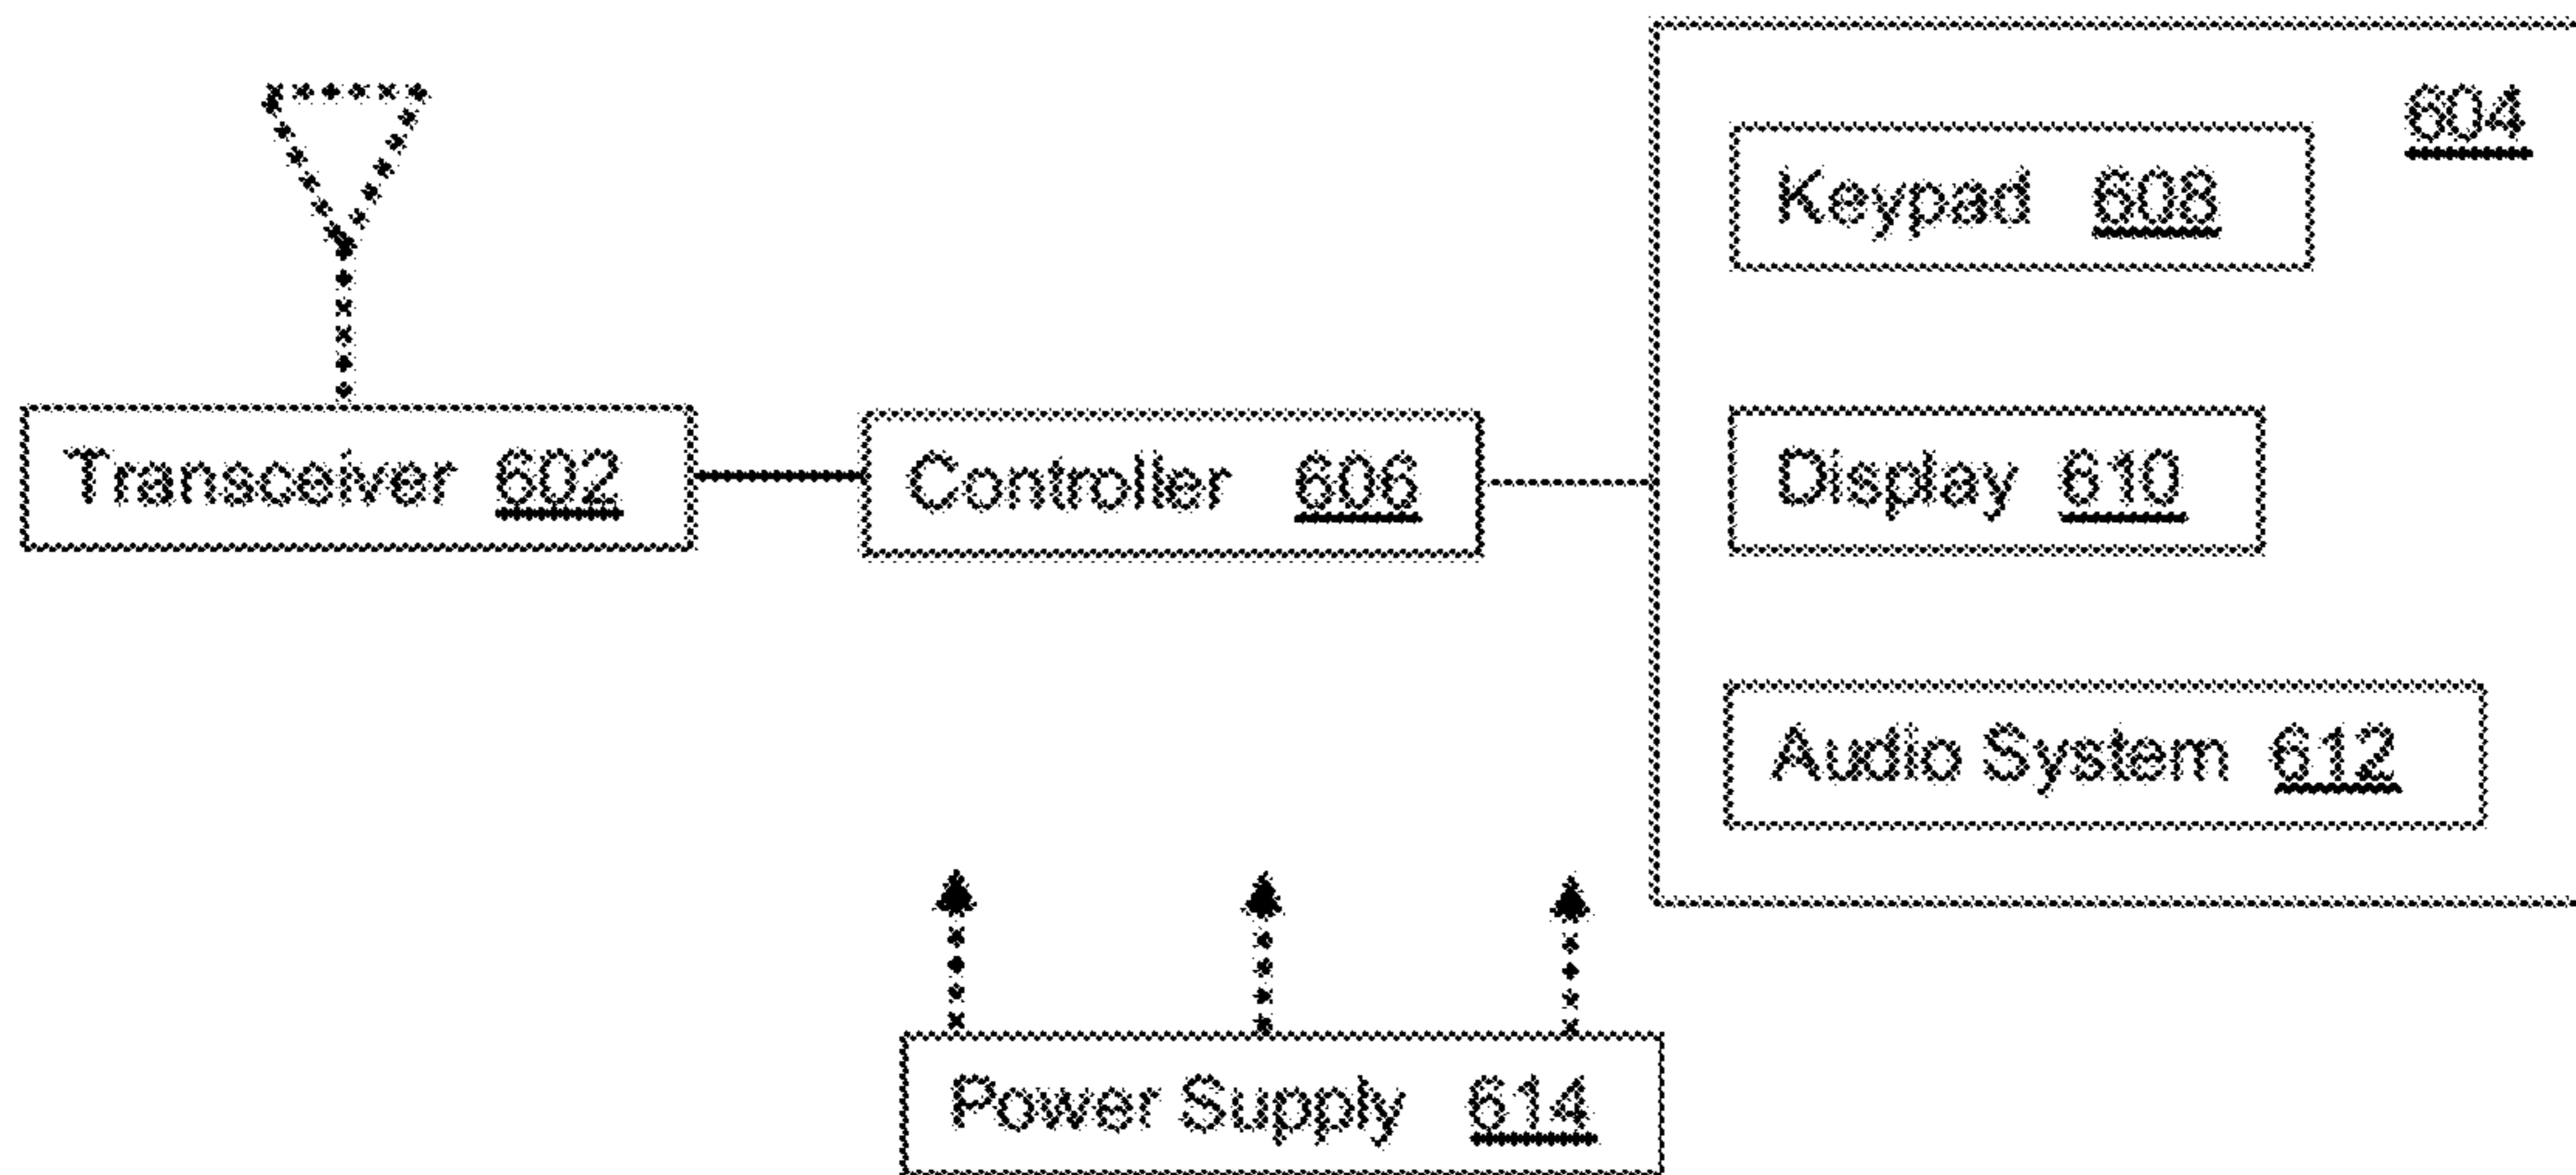 604
Keypad 608
Transceiver 602
Controller 606
Display 610
Audio System 612
Power Supply 614